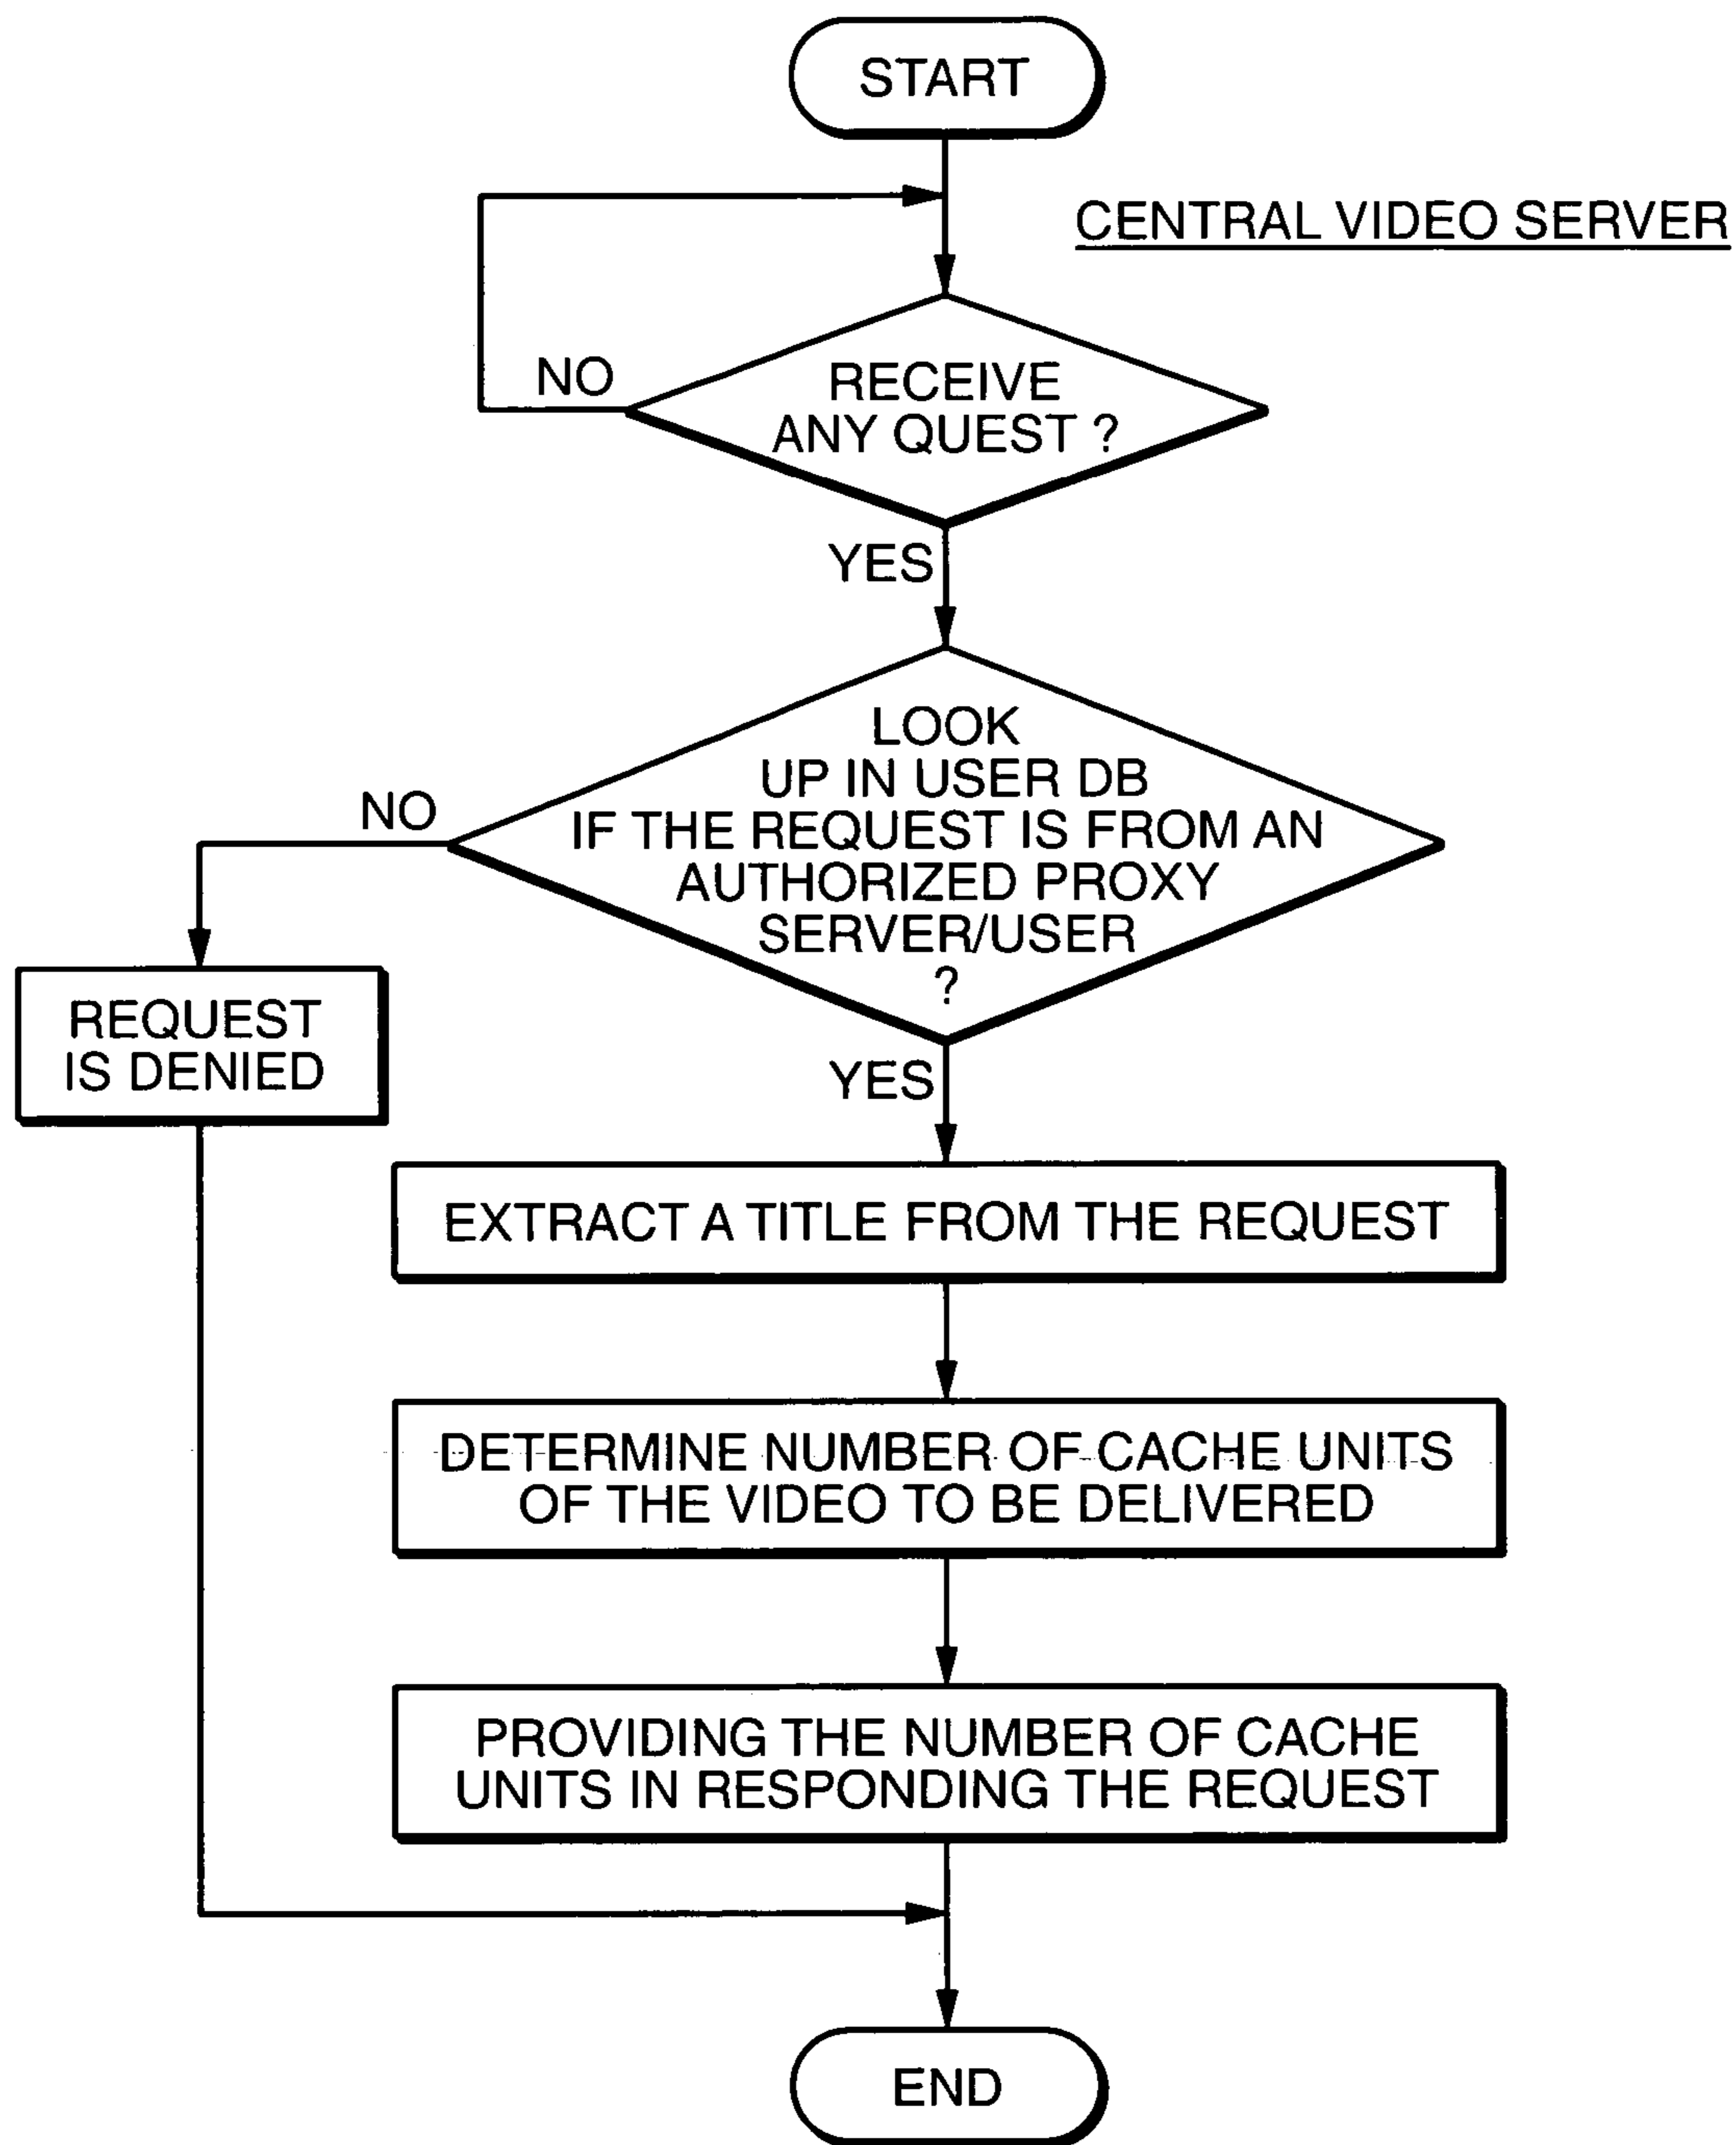 START
CENTRAL VIDEO SERVER
NO
RECEIVE
ANY QUEST ?
YES
LOOK
UP IN USER DB
IF THE REQUEST IS FROM AN
AUTHORIZED PROXY
SERVER/USER
?
NO
REQUEST
IS DENIED
YES
EXTRACT A TITLE FROM THE REQUEST
DETERMINE NUMBER OF CACHE UNITS
OF THE VIDEO TO BE DELIVERED
PROVIDING THE NUMBER OF CACHE
UNITS IN RESPONDING THE REQUEST
END